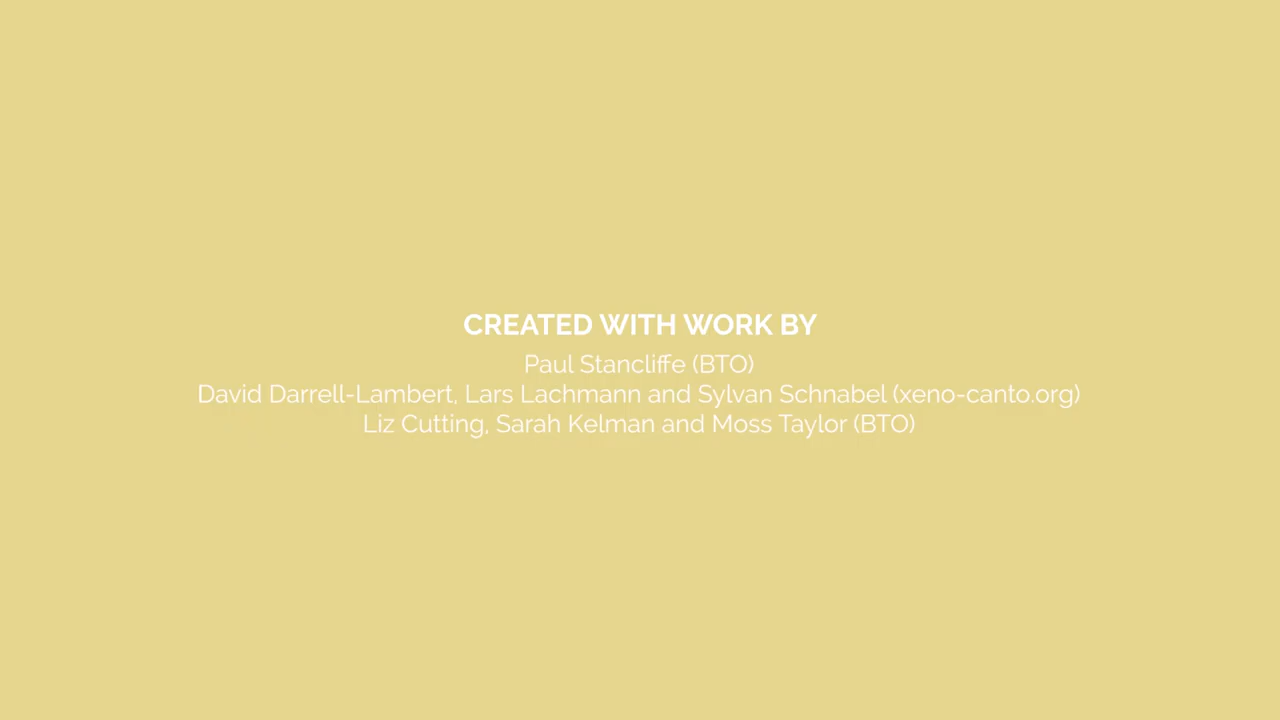 CREATED WITH WORK BY
Paul Stancliffe (BTO)
David Darrell-Lambert, Lars Lachmann and Sylvan Schnabel (xeno-canto.org)
Liz Cutting, Sarah Kelman and Moss Taylor (BTO)